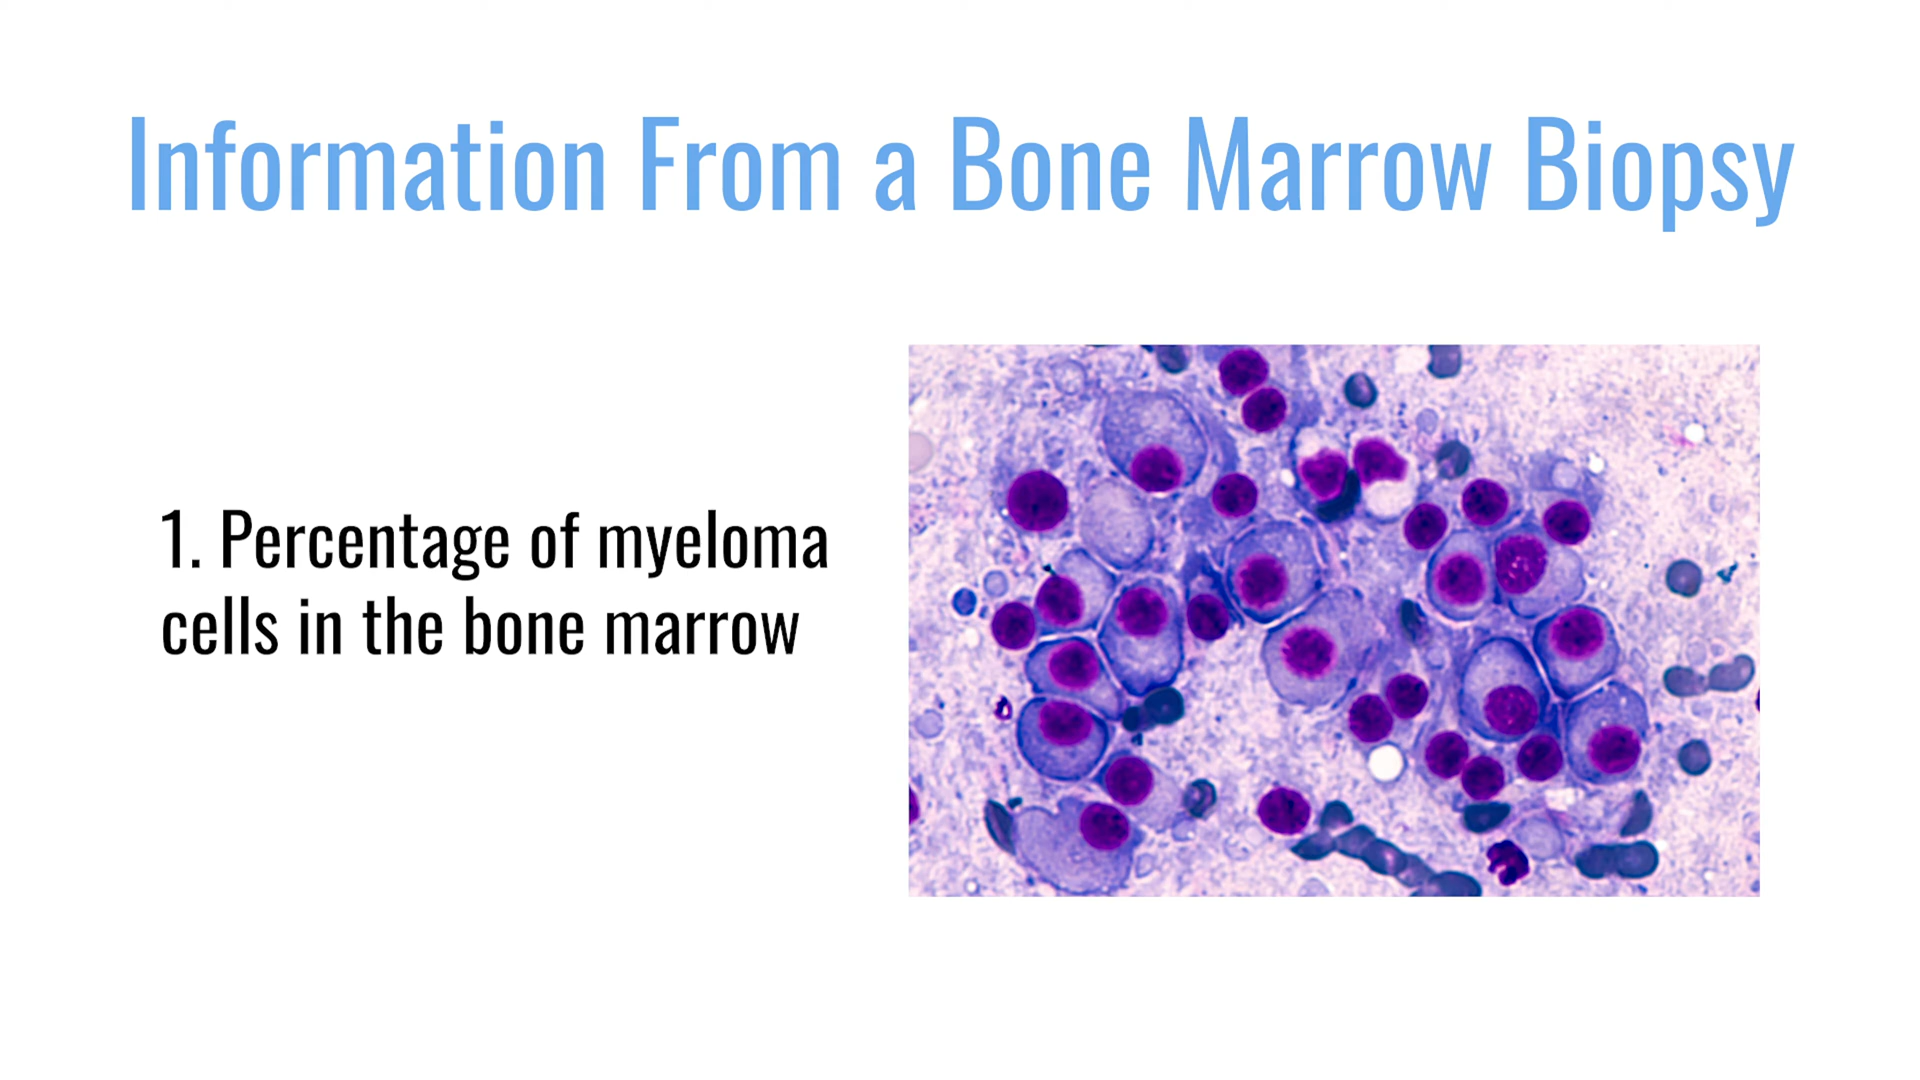 Information From a Bone Marrow Biopsy
1. Percentage of myeloma
cells in the bone marrow